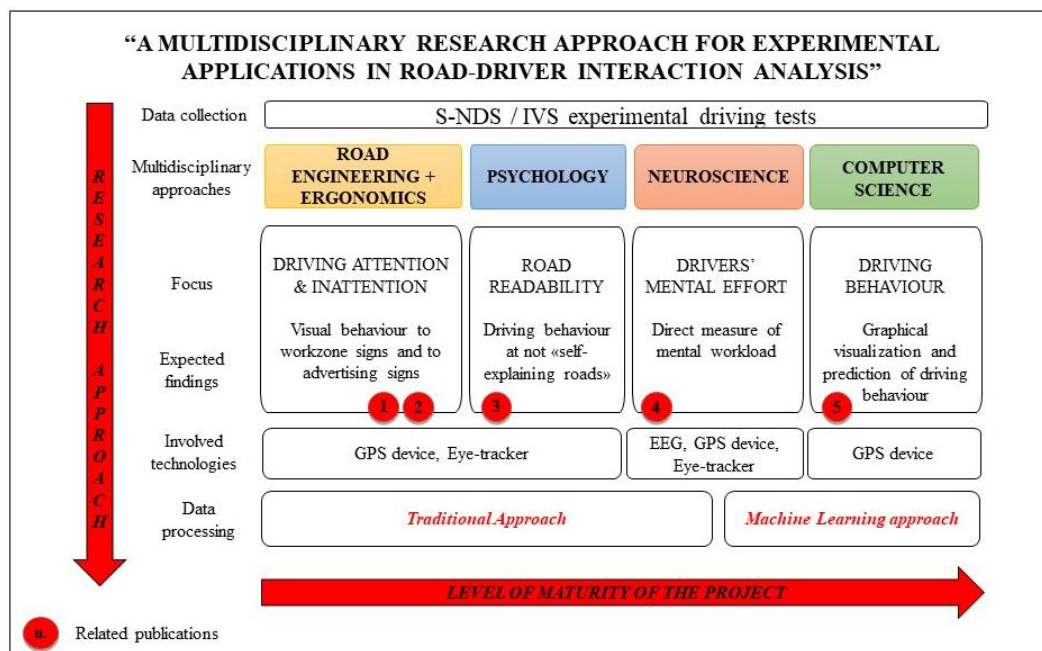 “A MULTIDISCIPLINARY RESEARCH APPROACH FOR EXPERIMENTAL
APPLICATIONS IN ROAD-DRIVER INTERACTION ANALYSIS”
RESEARCH APPROACH
Data collection
S-NDS / IVS experimental driving tests
Multidisciplinary
approaches
ROAD
ENGINEERING +
ERGONOMICS
PSYCHOLOGY
NEUROSCIENCE
COMPUTER
SCIENCE
Focus
DRIVING ATTENTION
& INATTENTION
ROAD
READABILITY
DRIVERS’
MENTAL EFFORT
DRIVING
BEHAVIOUR
Expected
findings
Visual behaviour to
workzone signs and to
advertising signs
Driving behaviour
at not «self-
explaining roads»
Direct measure of
mental workload
Graphical
visualization and
prediction of driving
behaviour
1
2
3
4
5
Involved
technologies
GPS device, Eye-tracker
EEG, GPS device,
Eye-tracker
GPS device
Data
processing
Traditional Approach
Machine Learning approach
LEVEL OF MATURITY OF THE PROJECT
n.
Related publications